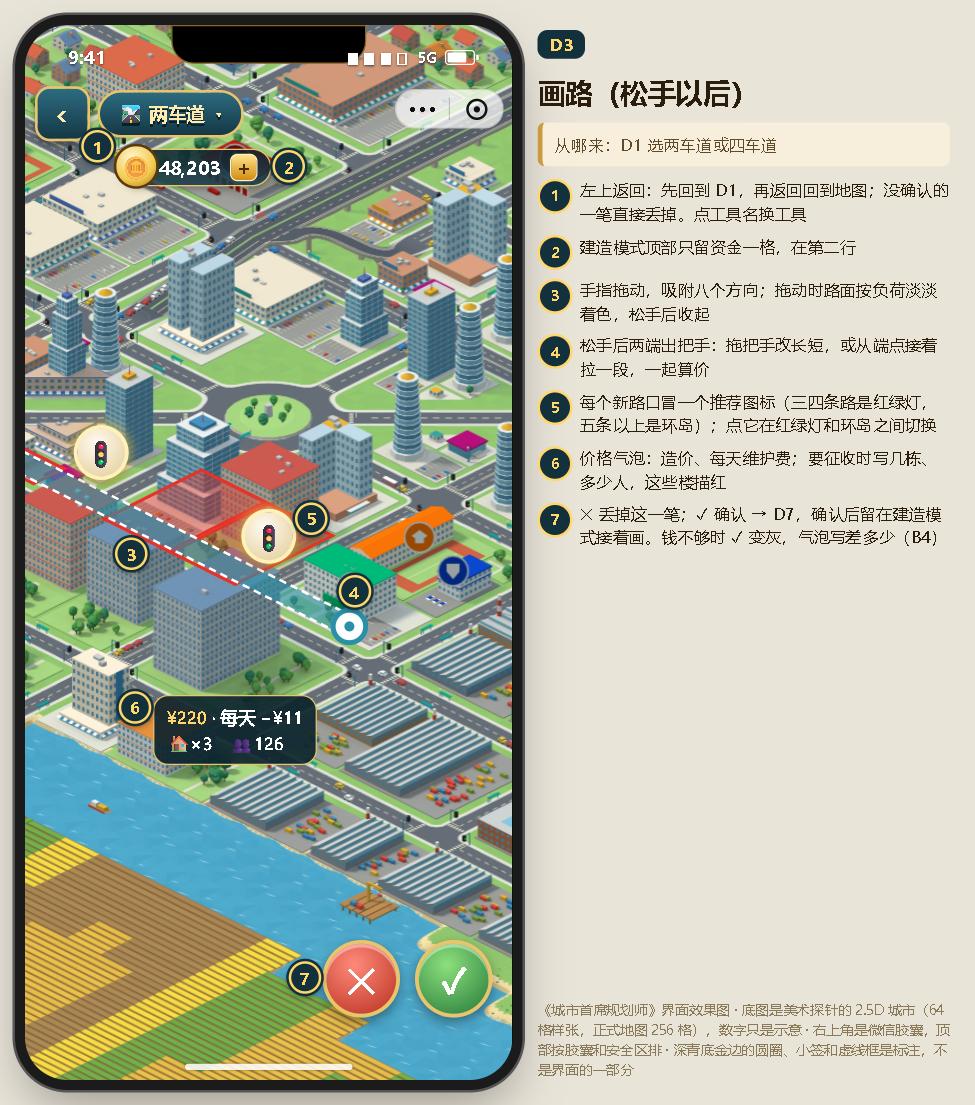 9:41
5G
‹
两车道
1
48,203
+
2
5
3
4
6
¥220 · 每天 −¥11
×3 126
7
D3
画路（松手以后）
从哪来：D1 选两车道或四车道
1 左上返回：先回到 D1，再返回回到地图；没确认的
一笔直接丢掉。点工具名换工具
2 建造模式顶部只留资金一格，在第二行
3 手指拖动，吸附八个方向；拖动时路面按负荷淡淡
着色，松手后收起
4 松手后两端出把手：拖把手改长短，或从端点接着
拉一段，一起算价
5 每个新路口冒一个推荐图标（三四条路是红绿灯，
五条以上是环岛）；点它在红绿灯和环岛之间切换
6 价格气泡：造价、每天维护费；要征收时写几栋、
多少人，这些楼描红
7 × 丢掉这一笔；✓ 确认 → D7，确认后留在建造模
式接着画。钱不够时 ✓ 变灰，气泡写差多少（B4）
《城市首席规划师》界面效果图 · 底图是美术探针的 2.5D 城市（64
格样张，正式地图 256 格），数字只是示意 · 右上角是微信胶囊，顶
部按胶囊和安全区排 · 深青底金边的圆圈、小签和虚线框是标注，不
是界面的一部分